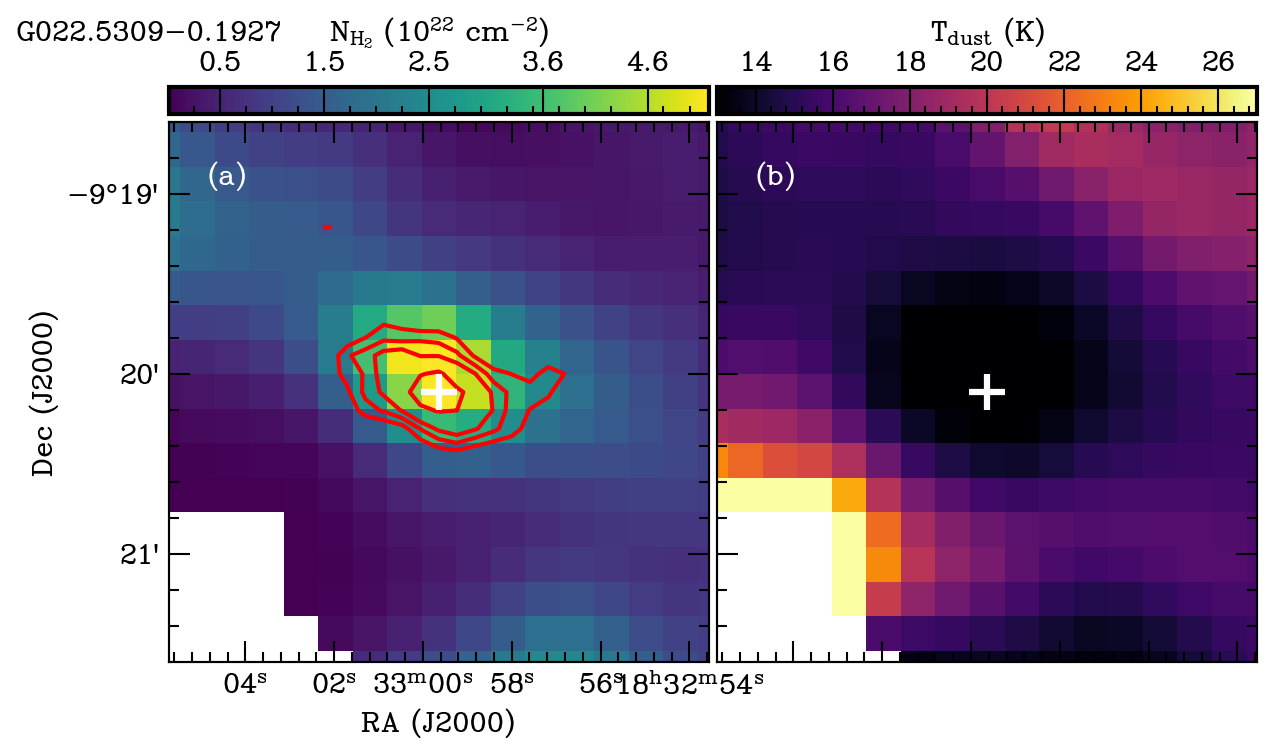 G022.5309−0.1927 N_H₂ (10²² cm⁻²) T_dust (K)
0.5 1.5 2.5 3.6 4.6 14 16 18 20 22 24 26
(a) (b)
−9°19'
20'
21'
Dec (J2000)
04ˢ 02ˢ 33ᵐ00ˢ 58ˢ 56ˢ 18ʰ32ᵐ54ˢ
RA (J2000)